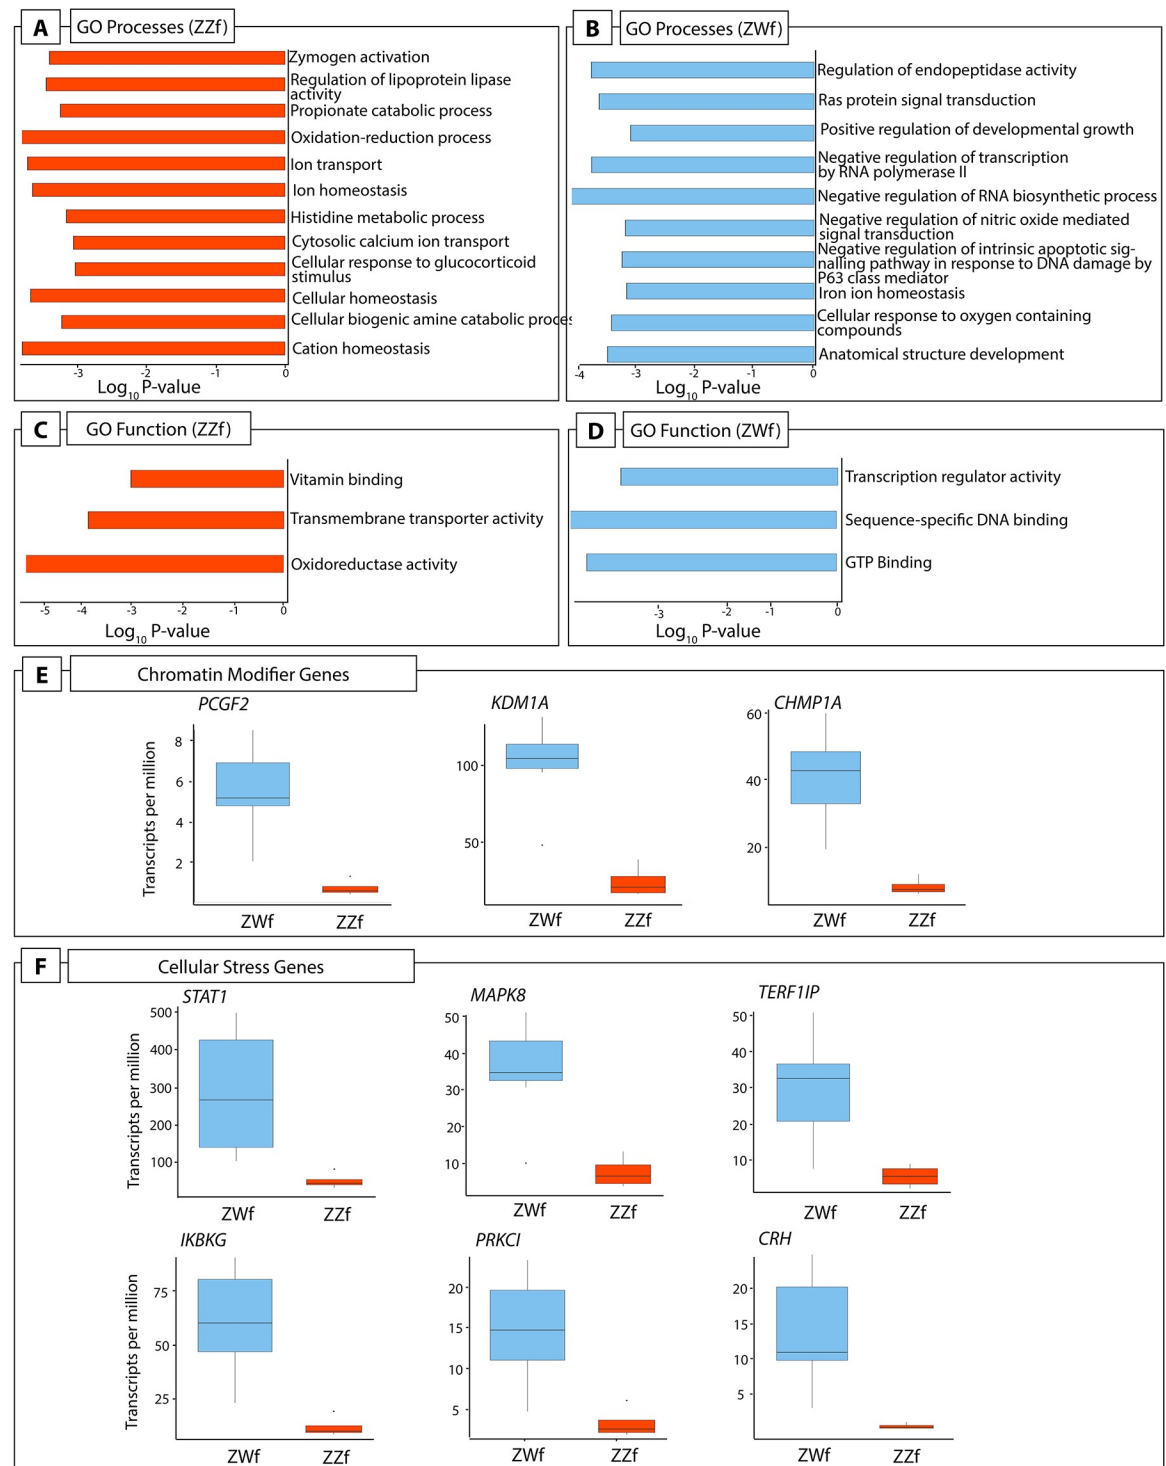 A GO Processes (ZZf)
Zymogen activation
Regulation of lipoprotein lipase
activity
Propionate catabolic process
Oxidation-reduction process
Ion transport
Ion homeostasis
Histidine metabolic process
Cytosolic calcium ion transport
Cellular response to glucocorticoid
stimulus
Cellular homeostasis
Cellular biogenic amine catabolic proces
Cation homeostasis
-3 -2 -1 0
Log10 P-value
B GO Processes (ZWf)
Regulation of endopeptidase activity
Ras protein signal transduction
Positive regulation of developmental growth
Negative regulation of transcription
by RNA polymerase II
Negative regulation of RNA biosynthetic process
Negative regulation of nitric oxide mediated
signal transduction
Negative regulation of intrinsic apoptotic sig-
nalling pathway in response to DNA damage by
P63 class mediator
Iron ion homeostasis
Cellular response to oxygen containing
compounds
Anatomical structure development
-4 -3 -2 -1 0
Log10 P-value
C GO Function (ZZf)
Vitamin binding
Transmembrane transporter activity
Oxidoreductase activity
-5 -4 -3 -2 -1 0
Log10 P-value
D GO Function (ZWf)
Transcription regulator activity
Sequence-specific DNA binding
GTP Binding
-3 -2 -1 0
Log10 P-value
E Chromatin Modifier Genes
PCGF2
Transcripts per million
8
6
4
2
ZWf ZZf
KDM1A
100
50
ZWf ZZf
CHMP1A
60
40
20
ZWf ZZf
F Cellular Stress Genes
STAT1
Transcripts per million
500
400
300
200
100
ZWf ZZf
MAPK8
50
40
30
20
10
ZWf ZZf
TERF1IP
50
40
30
20
10
ZWf ZZf
IKBKG
Transcripts per million
75
50
25
ZWf ZZf
PRKCI
20
15
10
5
ZWf ZZf
CRH
20
15
10
5
ZWf ZZf